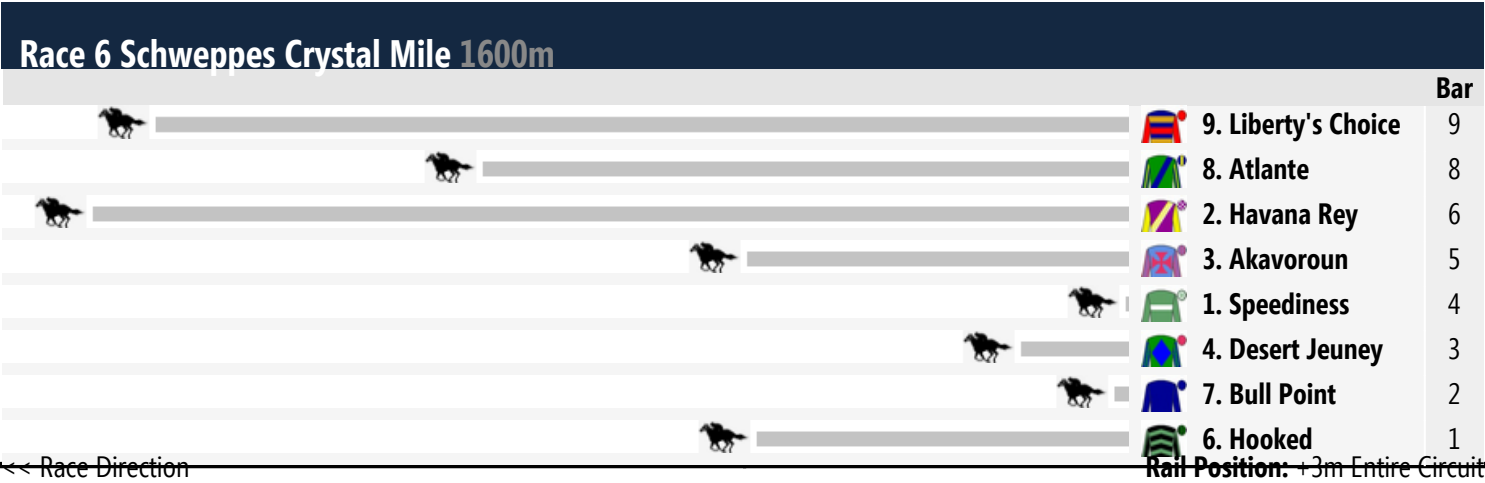 Race 6 Schweppes Crystal Mile 1600m
Bar
9. Liberty's Choice 9
8. Atlante 8
2. Havana Rey 6
3. Akavoroun 5
1. Speediness 4
4. Desert Jeuney 3
7. Bull Point 2
6. Hooked 1
<< Race Direction Rail Position: +3m Entire Circuit